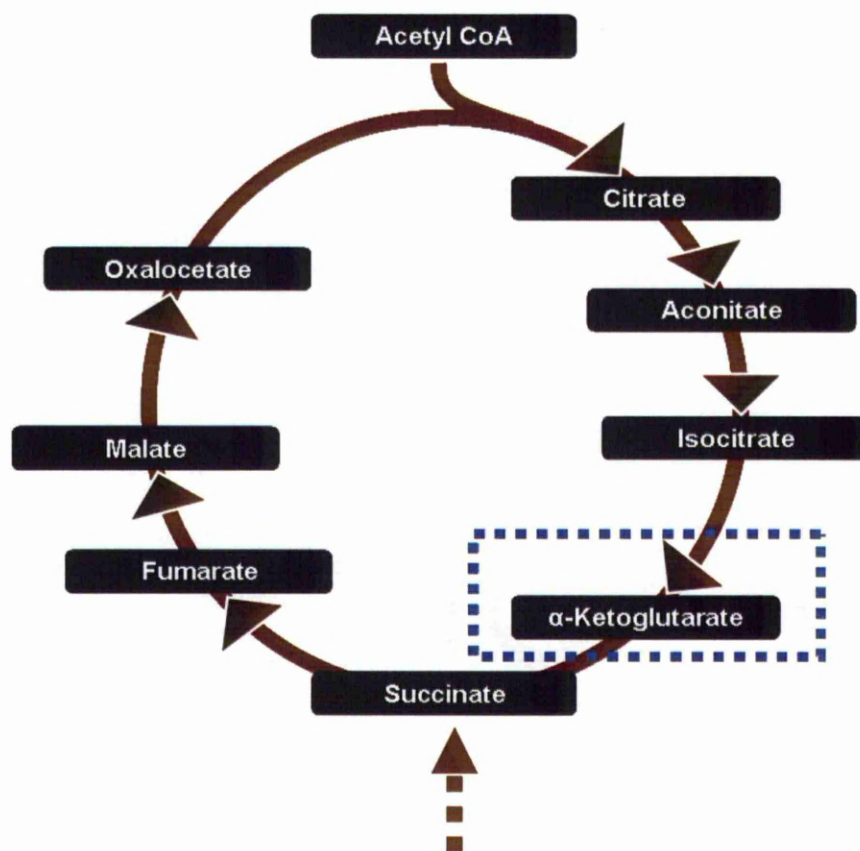 Acetyl CoA
Citrate
Oxalocetate
Aconitate
Isocitrate
Malate
Fumarate
α-Ketoglutarate
Succinate